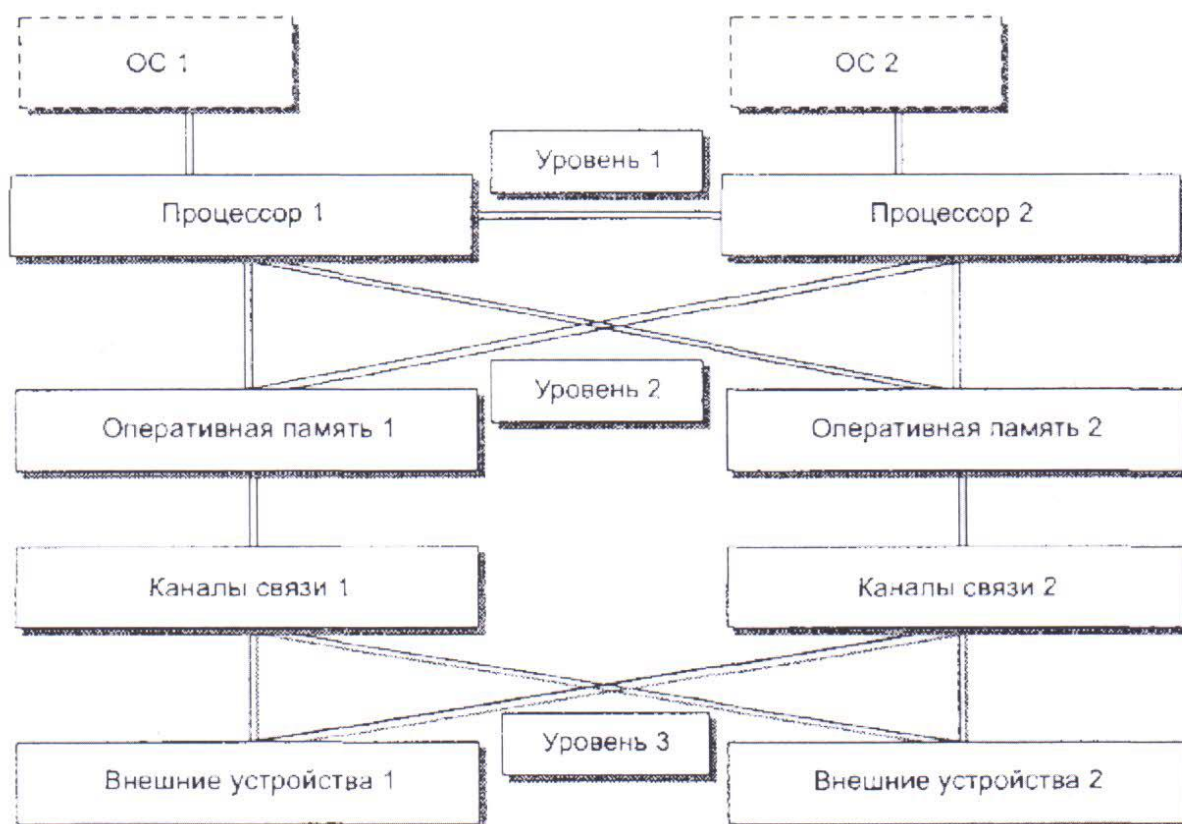 ОС 1
ОС 2
Уровень 1
Процессор 1
Процессор 2
Уровень 2
Оперативная память 1
Оперативная память 2
Каналы связи 1
Каналы связи 2
Уровень 3
Внешние устройства 1
Внешние устройства 2